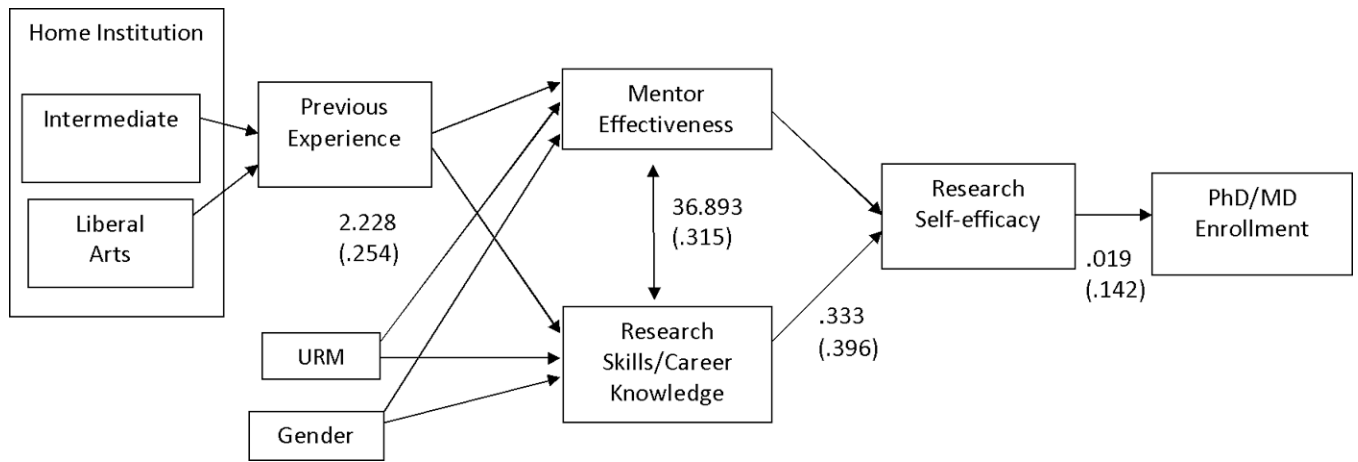 Home Institution
Intermediate
Liberal
Arts
Previous
Experience
2.228
(.254)
URM
Gender
Mentor
Effectiveness
36.893
(.315)
Research
Skills/Career
Knowledge
.333
(.396)
Research
Self-efficacy
.019
(.142)
PhD/MD
Enrollment